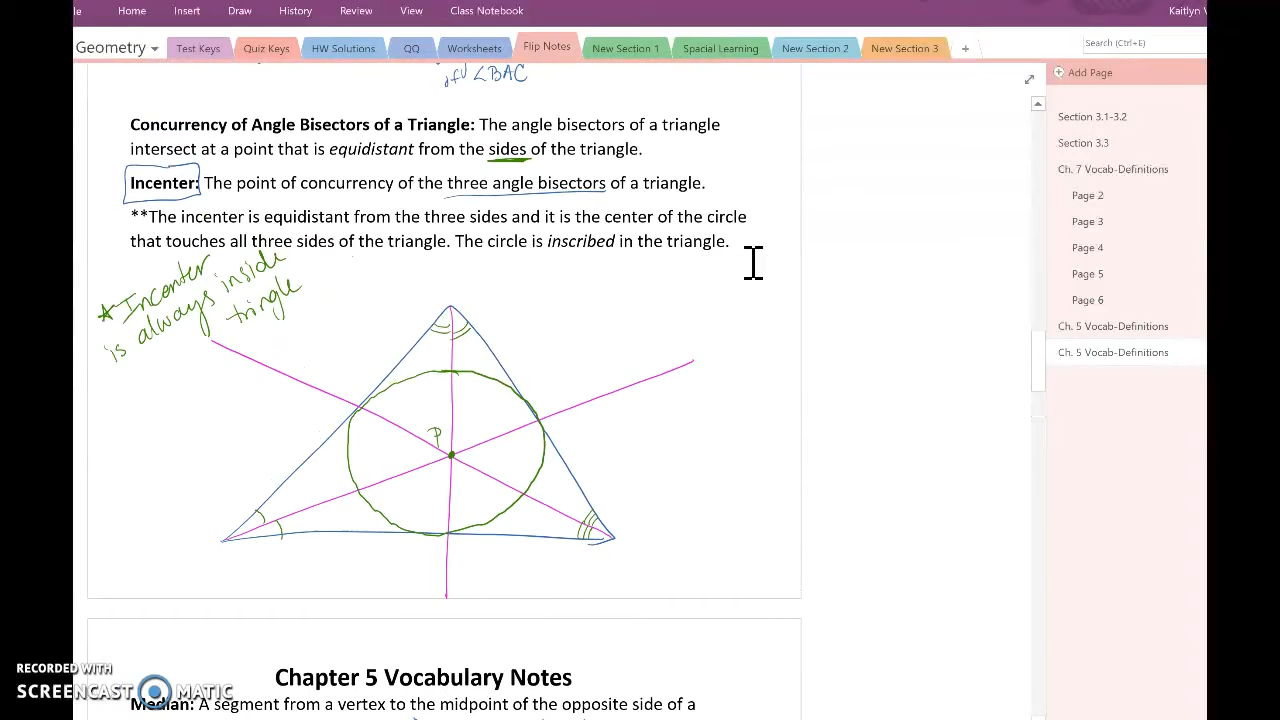 le Home Insert Draw History Review View Class Notebook Kaitlyn V
Geometry Test Keys Quiz Keys HW Solutions QQ Worksheets Flip Notes New Section 1 Spacial Learning New Section 2 New Section 3 + Search (Ctrl+E)
Add Page
∠BAC
Concurrency of Angle Bisectors of a Triangle: The angle bisectors of a triangle
intersect at a point that is equidistant from the sides of the triangle.
Incenter: The point of concurrency of the three angle bisectors of a triangle.
**The incenter is equidistant from the three sides and it is the center of the circle
that touches all three sides of the triangle. The circle is inscribed in the triangle.
★ Incenter
is always inside
tringle
P
Chapter 5 Vocabulary Notes
Median: A segment from a vertex to the midpoint of the opposite side of a
Section 3.1-3.2
Section 3.3
Ch. 7 Vocab-Definitions
Page 2
Page 3
Page 4
Page 5
Page 6
Ch. 5 Vocab-Definitions
Ch. 5 Vocab-Definitions
RECORDED WITH
SCREENCAST MATIC